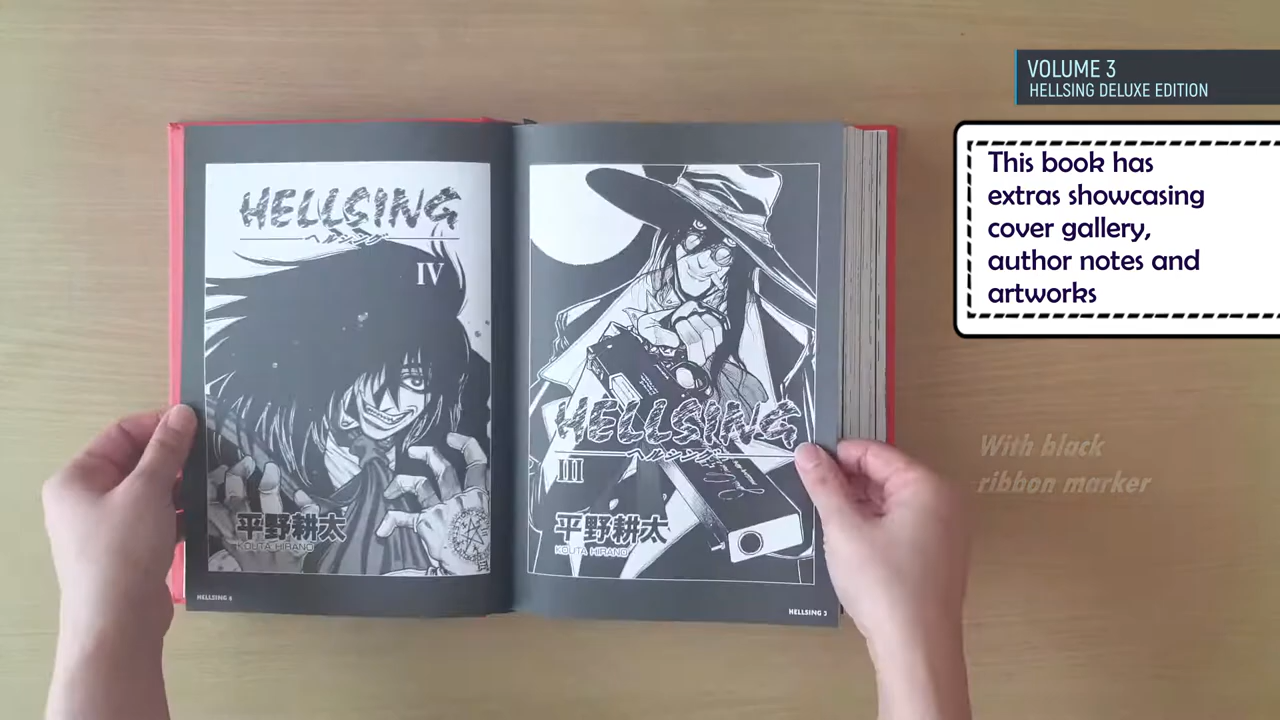 VOLUME 3
HELLSING DELUXE EDITION
This book has
extras showcasing
cover gallery,
author notes and
artworks
With black
ribbon marker
HELLSING
ヘルシング
IV
平野耕太
KOUTA HIRANO
HELLSING 4
HELLSING
ヘルシング
III
平野耕太
KOUTA HIRANO
HELLSING 3